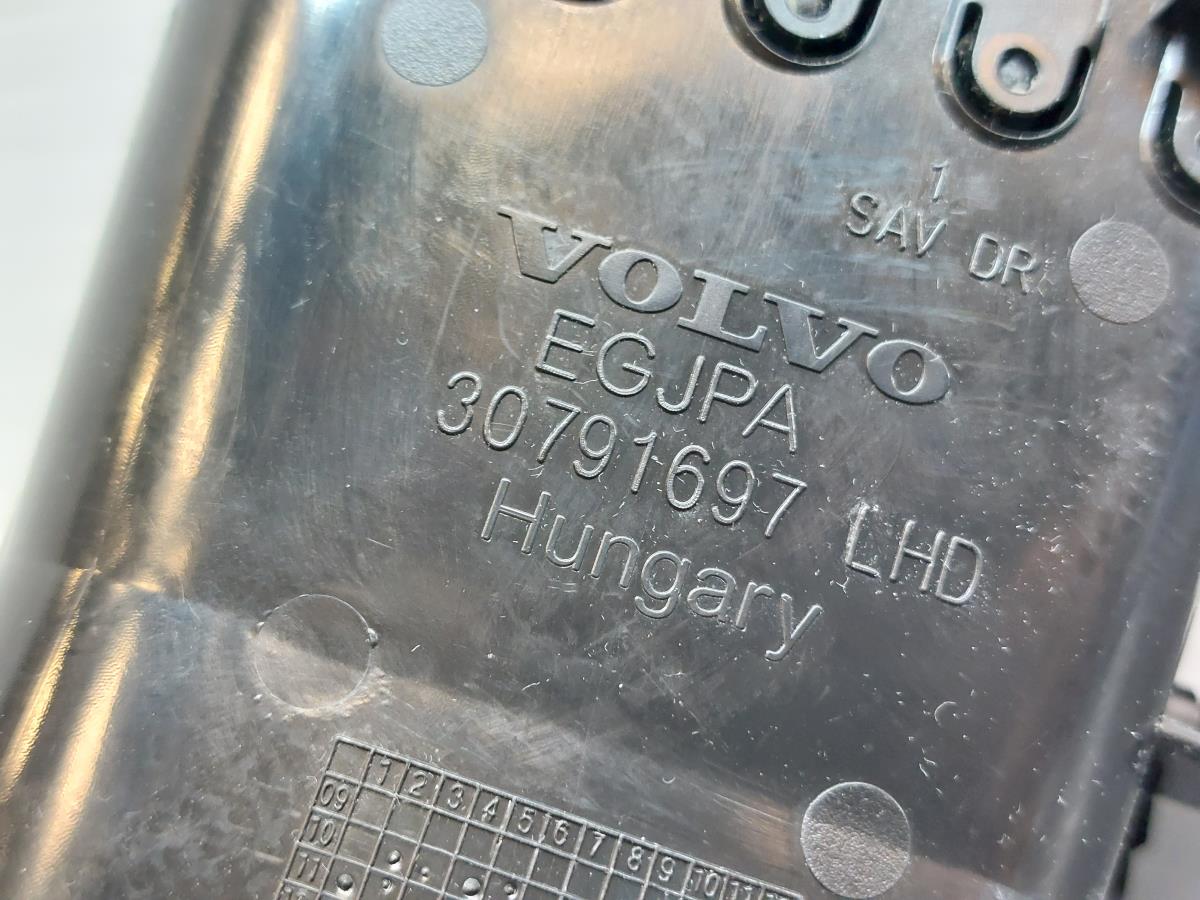 1
SAV DR
VOLVO
EGJPA
30791697 LHD
Hungary
1 2 3 4 5 6 7 8 9 10 11
09
10
11